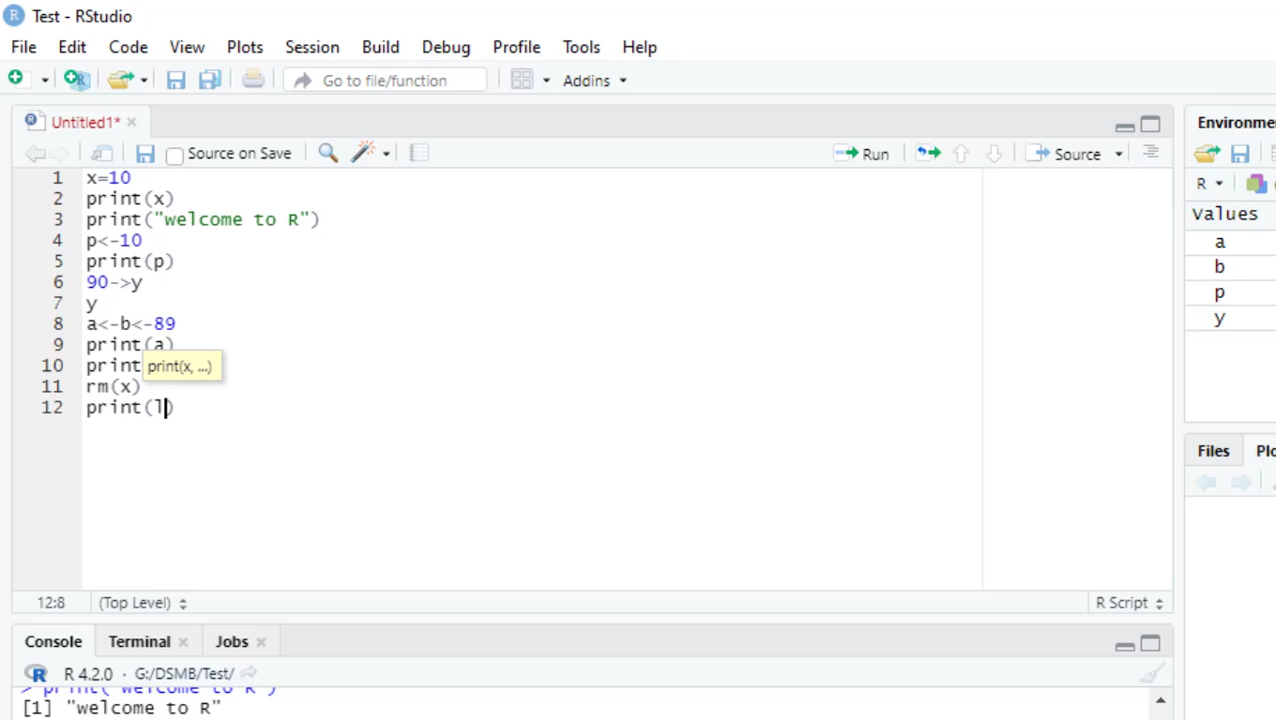 Test - RStudio
File Edit Code View Plots Session Build Debug Profile Tools Help
Go to file/function Addins
Untitled1*
Source on Save Run Source
1 x=10
2 print(x)
3 print("welcome to R")
4 p<-10
5 print(p)
6 90->y
7 y
8 a<-b<-89
9 print(a)
10 print
print(x, ...)
11 rm(x)
12 print(l)
12:8 (Top Level) R Script
Console Terminal Jobs
R 4.2.0 · G:/DSMB/Test/
> print("welcome to R")
[1] "welcome to R"
Environme
R
Values
a
b
p
y
Files Plo